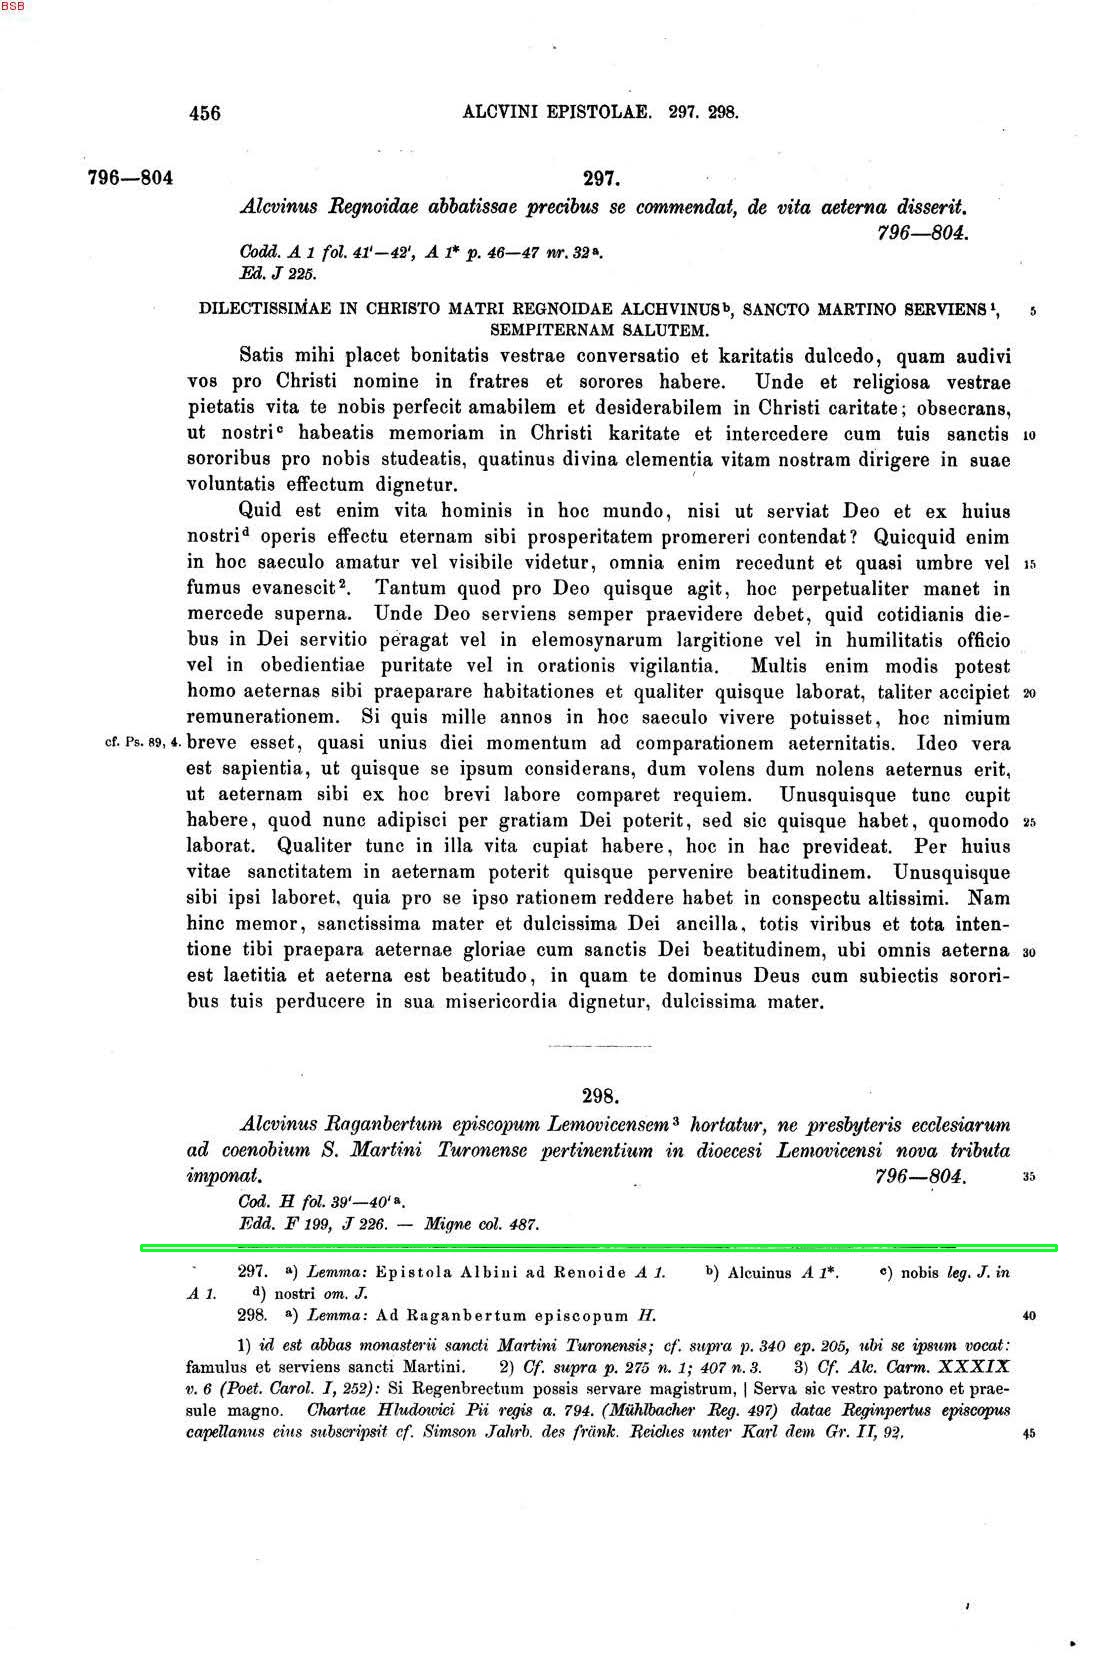 BSB
456 ALCVINI EPISTOLAE. 297. 298.
796—804 297.
Alcvinus Regnoidae abbatissae precibus se commendat, de vita aeterna disserit.
796—804.
Codd. A 1 fol. 41'—42', A 1* p. 46—47 nr. 32ᵃ.
Ed. J 225.
DILECTISSIMAE IN CHRISTO MATRI REGNOIDAE ALCHVINUSᵇ, SANCTO MARTINO SERVIENS¹, 5
SEMPITERNAM SALUTEM.
Satis mihi placet bonitatis vestrae conversatio et karitatis dulcedo, quam audivi
vos pro Christi nomine in fratres et sorores habere. Unde et religiosa vestrae
pietatis vita te nobis perfecit amabilem et desiderabilem in Christi caritate; obsecrans,
ut nostriᶜ habeatis memoriam in Christi karitate et intercedere cum tuis sanctis 10
sororibus pro nobis studeatis, quatinus divina clementia vitam nostram dirigere in suae
voluntatis effectum dignetur.
Quid est enim vita hominis in hoc mundo, nisi ut serviat Deo et ex huius
nostriᵈ operis effectu eternam sibi prosperitatem promereri contendat? Quicquid enim
in hoc saeculo amatur vel visibile videtur, omnia enim recedunt et quasi umbre vel 15
fumus evanescit². Tantum quod pro Deo quisque agit, hoc perpetualiter manet in
mercede superna. Unde Deo serviens semper praevidere debet, quid cotidianis die-
bus in Dei servitio peragat vel in elemosynarum largitione vel in humilitatis officio
vel in obedientiae puritate vel in orationis vigilantia. Multis enim modis potest
homo aeternas sibi praeparare habitationes et qualiter quisque laborat, taliter accipiet 20
remunerationem. Si quis mille annos in hoc saeculo vivere potuisset, hoc nimium
cf. Ps. 89, 4. breve esset, quasi unius diei momentum ad comparationem aeternitatis. Ideo vera
est sapientia, ut quisque se ipsum considerans, dum volens dum nolens aeternus erit,
ut aeternam sibi ex hoc brevi labore comparet requiem. Unusquisque tunc cupit
habere, quod nunc adipisci per gratiam Dei poterit, sed sic quisque habet, quomodo 25
laborat. Qualiter tunc in illa vita cupiat habere, hoc in hac prevideat. Per huius
vitae sanctitatem in aeternam poterit quisque pervenire beatitudinem. Unusquisque
sibi ipsi laboret, quia pro se ipso rationem reddere habet in conspectu altissimi. Nam
hinc memor, sanctissima mater et dulcissima Dei ancilla, totis viribus et tota inten-
tione tibi praepara aeternae gloriae cum sanctis Dei beatitudinem, ubi omnis aeterna 30
est laetitia et aeterna est beatitudo, in quam te dominus Deus cum subiectis sorori-
bus tuis perducere in sua misericordia dignetur, dulcissima mater.
298.
Alcvinus Raganbertum episcopum Lemovicensem³ hortatur, ne presbyteris ecclesiarum
ad coenobium S. Martini Turonense pertinentium in dioecesi Lemovicensi nova tributa
imponat. 796—804. 35
Cod. H fol. 39'—40'ᵃ.
Edd. F 199, J 226. — Migne col. 487.
297. ᵃ) Lemma: Epistola Albini ad Renoide A 1. ᵇ) Alcuinus A 1*. ᶜ) nobis leg. J. in
A 1. ᵈ) nostri om. J.
298. ᵃ) Lemma: Ad Raganbertum episcopum H. 40
1) id est abbas monasterii sancti Martini Turonensis; cf. supra p. 340 ep. 205, ubi se ipsum vocat:
famulus et serviens sancti Martini. 2) Cf. supra p. 275 n. 1; 407 n. 3. 3) Cf. Alc. Carm. XXXIX
v. 6 (Poet. Carol. I, 252): Si Regenbrectum possis servare magistrum, | Serva sic vestro patrono et prae-
sule magno. Chartae Hludowici Pii regis a. 794. (Mühlbacher Reg. 497) datae Reginpertus episcopus
capellanus eius subscripsit cf. Simson Jahrb. des fränk. Reiches unter Karl dem Gr. II, 92. 45